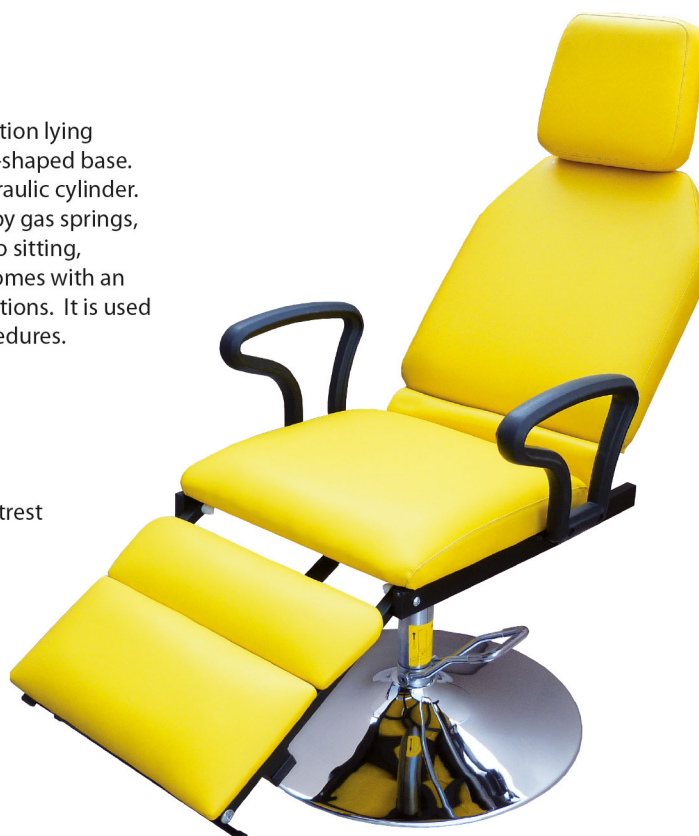 tion lying
-shaped base.
raulic cylinder.
by gas springs,
o sitting,
omes with an
tions. It is used
edures.
trest